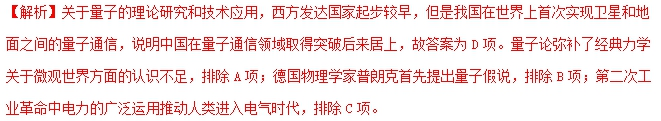 【解析】关于量子的理论研究和技术应用，西方发达国家起步较早，但是我国在世界上首次实现卫星和地
面之间的量子通信，说明中国在量子通信领域取得突破后来居上，故答案为 D 项。量子论弥补了经典力学
关于微观世界方面的认识不足，排除 A 项；德国物理学家普朗克首先提出量子假说，排除 B 项；第二次工
业革命中电力的广泛运用推动人类进入电气时代，排除 C 项。